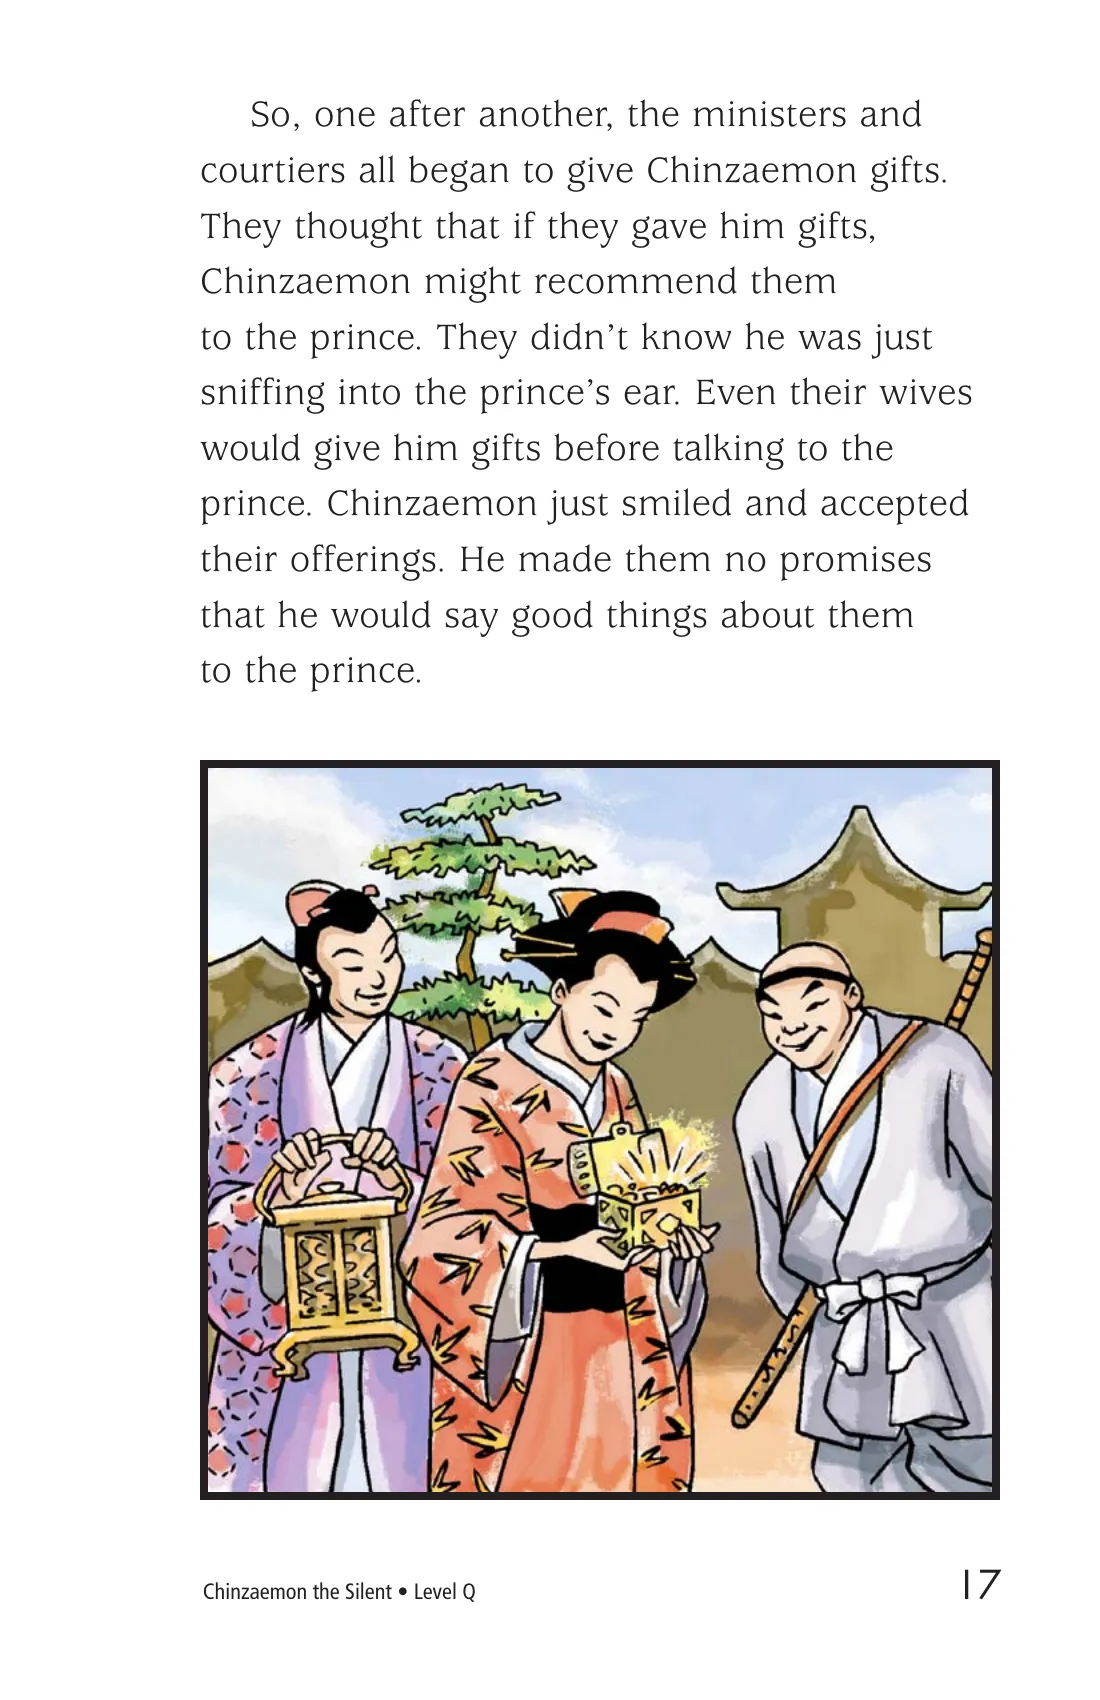 So, one after another, the ministers and
courtiers all began to give Chinzaemon gifts.
They thought that if they gave him gifts,
Chinzaemon might recommend them
to the prince. They didn’t know he was just
sniffing into the prince’s ear. Even their wives
would give him gifts before talking to the
prince. Chinzaemon just smiled and accepted
their offerings. He made them no promises
that he would say good things about them
to the prince.
Chinzaemon the Silent • Level Q
17